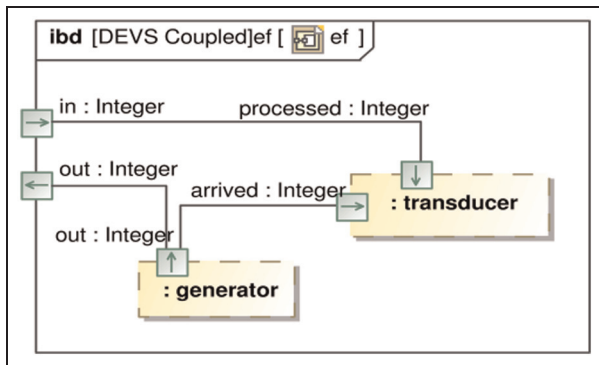 ibd [DEVS Coupled]ef [ ef ]
in : Integer
processed : Integer
out : Integer
arrived : Integer
: transducer
out : Integer
: generator